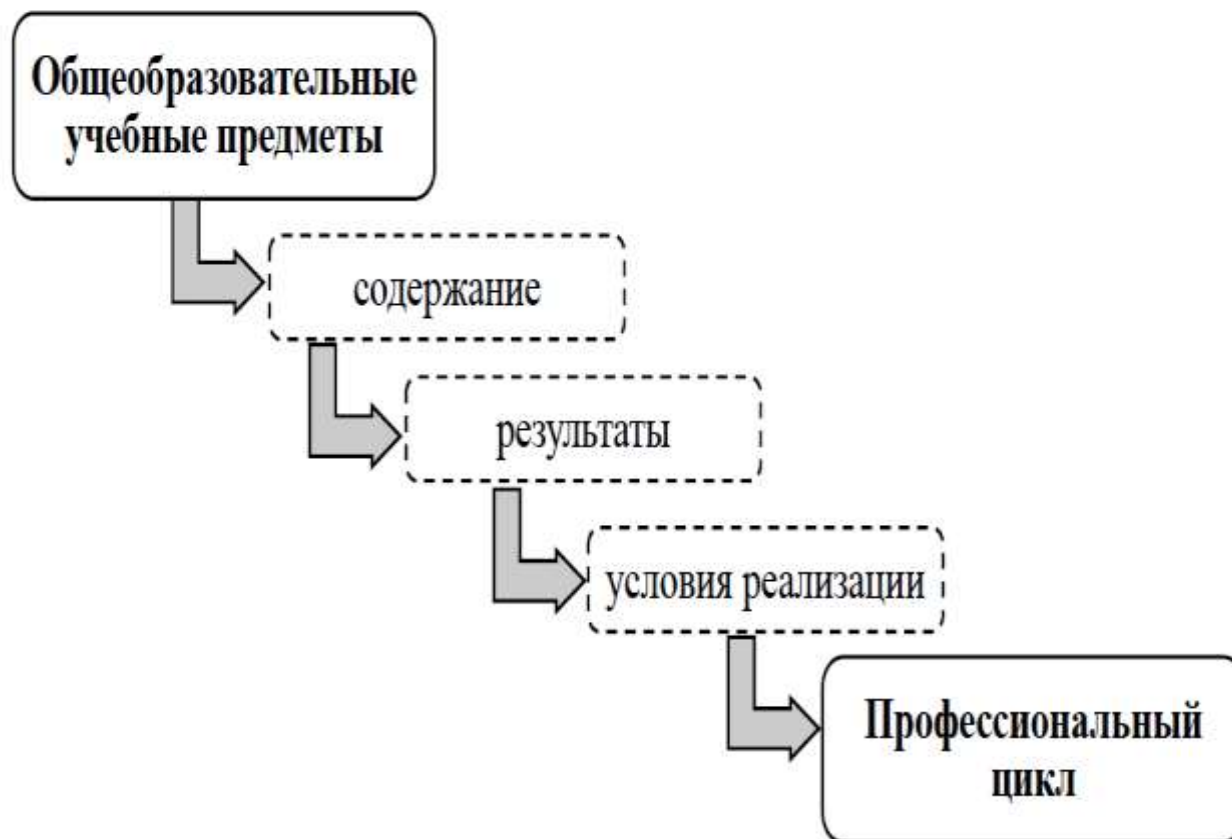 Общеобразовательные
учебные предметы
содержание
результаты
условия реализации
Профессиональный
цикл